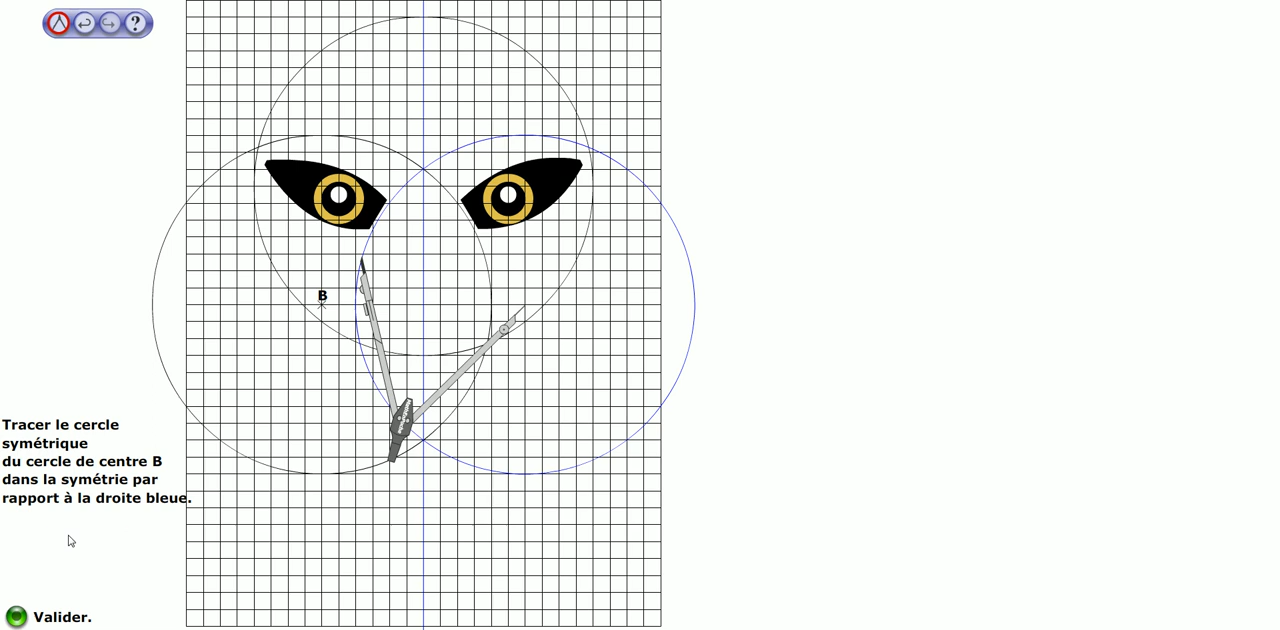 ?
B
Tracer le cercle
symétrique
du cercle de centre B
dans la symétrie par
rapport à la droite bleue.
Valider.